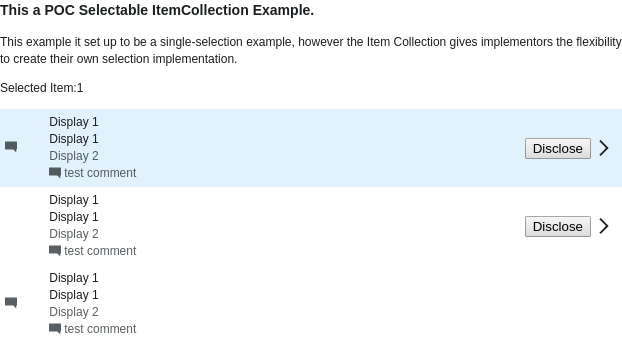 This a POC Selectable ItemCollection Example.
This example it set up to be a single-selection example, however the Item Collection gives implementors the flexibility
to create their own selection implementation.
Selected Item:1
Display 1
Display 1
Display 2
test comment
Disclose
Display 1
Display 1
Display 2
test comment
Disclose
Display 1
Display 1
Display 2
test comment